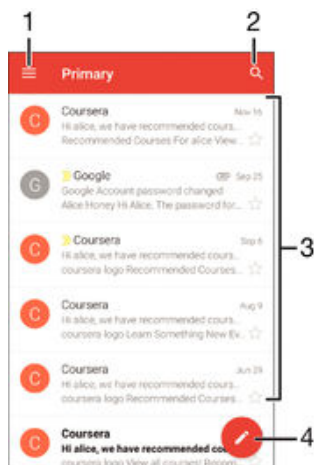 1 2
Primary
Coursera Nov 16
Hi alice, we have recommended cours...
Recommended Courses For alice View...
G Google Sep 25
Google Account password changed
Alice Honey Hi Alice, The password for...
C Coursera Sep 6
Hi alice, we have recommended cours...
coursera logo Recommended Courses...
C Coursera Aug 9
Hi alice, we have recommended cours...
coursera logo Learn Something New Ev...
C Coursera Jun 29
Hi alice, we have recommended cours...
coursera logo Recommended Courses...
C Coursera
Hi alice, we have recommended
coursera logo View all courses! Recom...
3
4